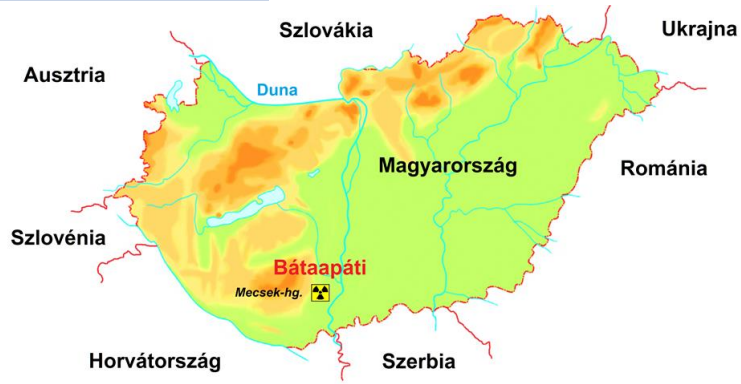 Szlovákia
Ukrajna
Ausztria
Duna
Magyarország
Románia
Szlovénia
Bátaapáti
Mecsek-hg.
Horvátország
Szerbia